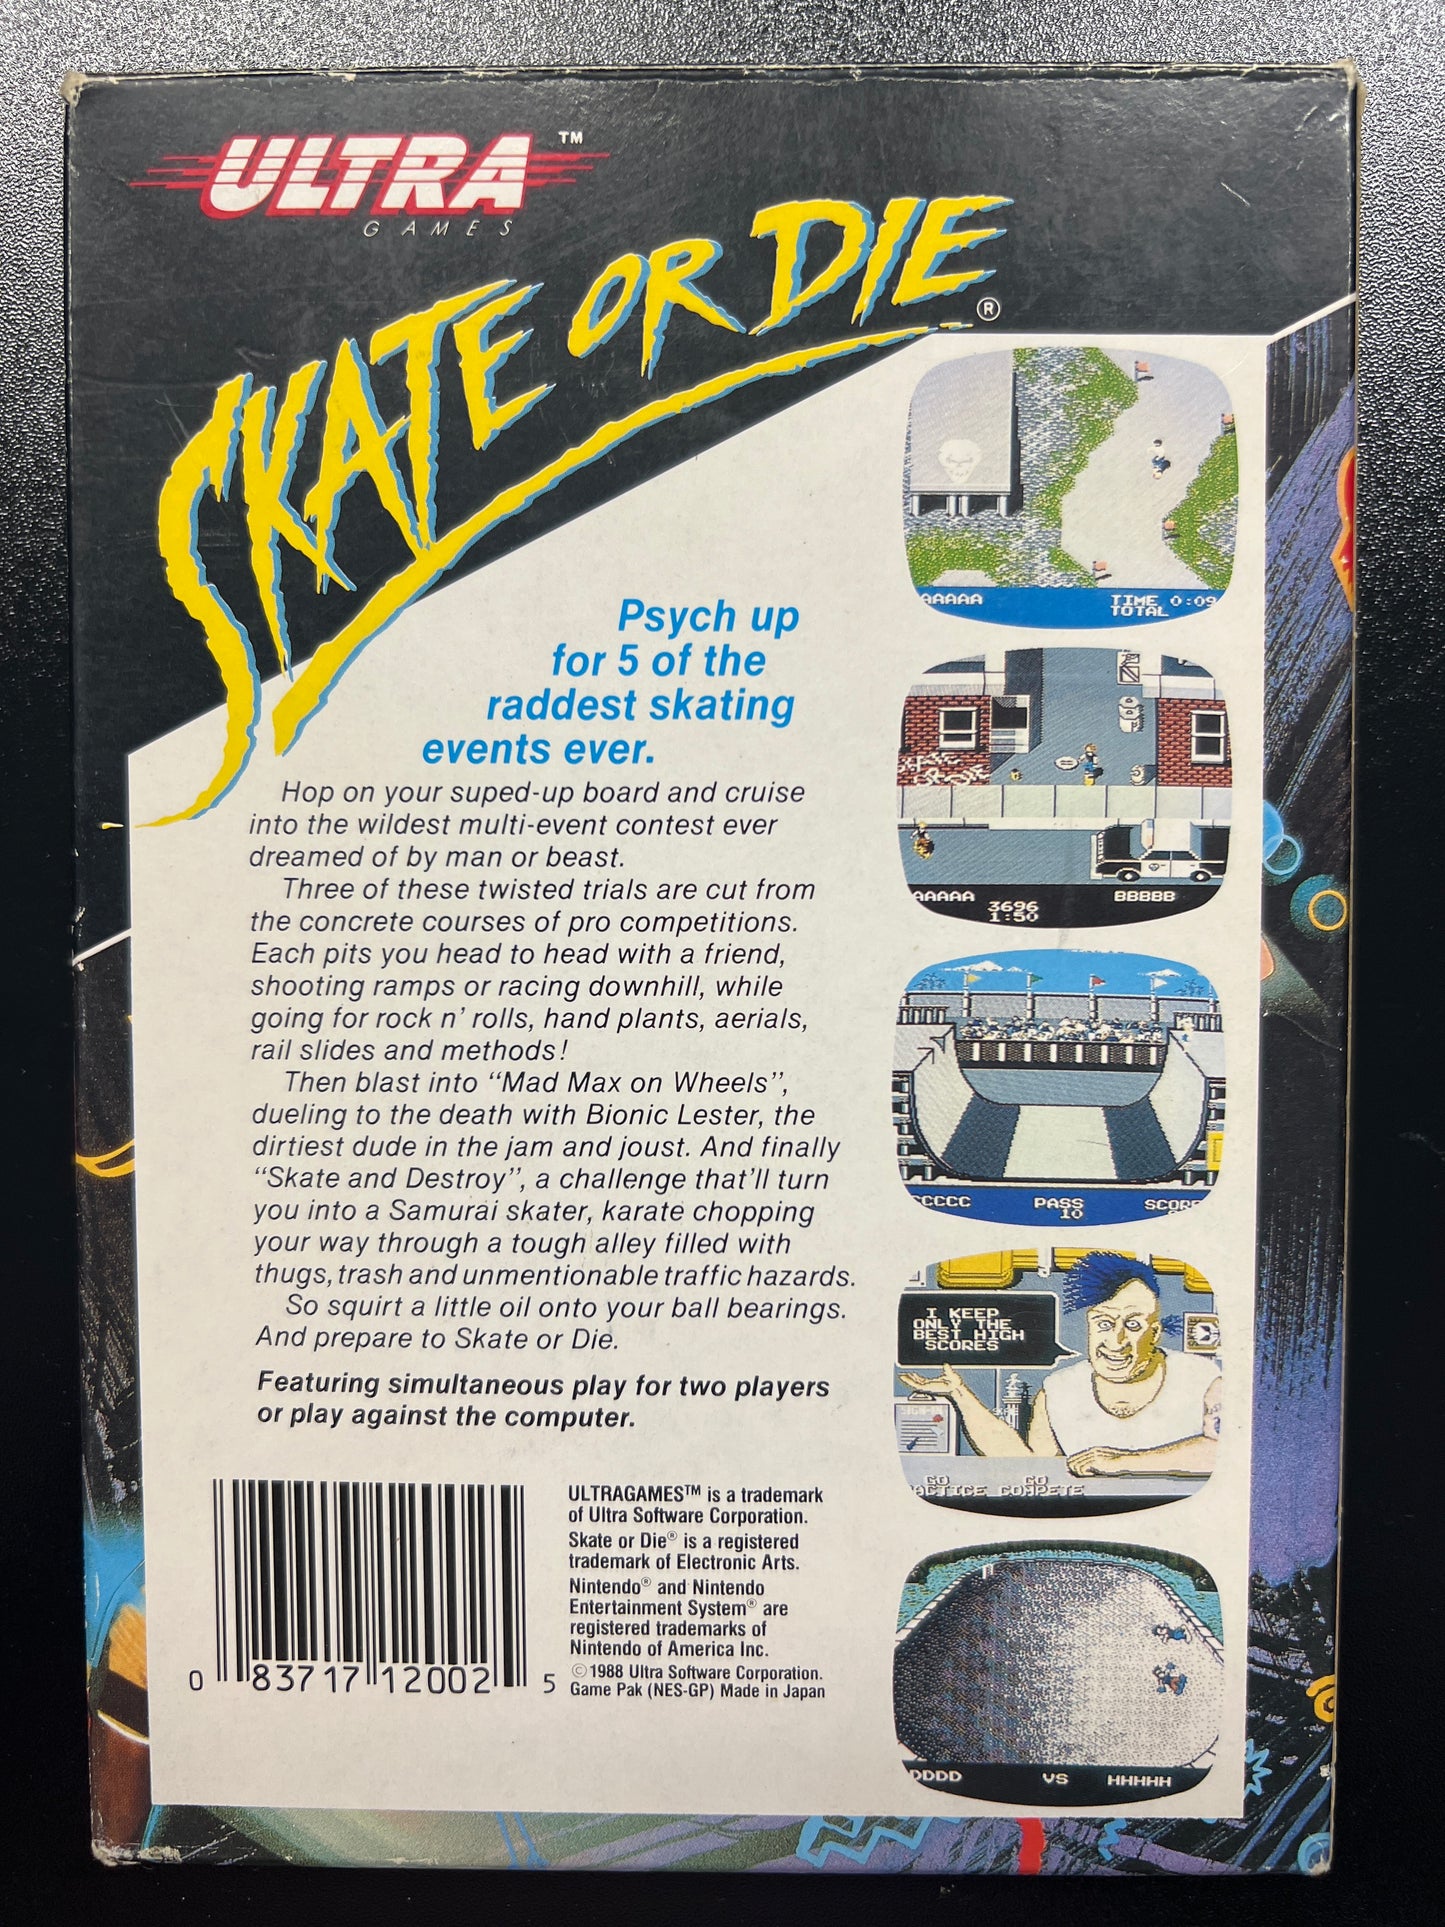 ULTRA™
GAMES
SKATE OR DIE®
Psych up
for 5 of the
raddest skating
events ever.
Hop on your suped-up board and cruise
into the wildest multi-event contest ever
dreamed of by man or beast.
Three of these twisted trials are cut from
the concrete courses of pro competitions.
Each pits you head to head with a friend,
shooting ramps or racing downhill, while
going for rock n' rolls, hand plants, aerials,
rail slides and methods!
Then blast into "Mad Max on Wheels",
dueling to the death with Bionic Lester, the
dirtiest dude in the jam and joust. And finally
"Skate and Destroy", a challenge that'll turn
you into a Samurai skater, karate chopping
your way through a tough alley filled with
thugs, trash and unmentionable traffic hazards.
So squirt a little oil onto your ball bearings.
And prepare to Skate or Die.
Featuring simultaneous play for two players
or play against the computer.
0 83717 12002 5
ULTRAGAMES™ is a trademark
of Ultra Software Corporation.
Skate or Die® is a registered
trademark of Electronic Arts.
Nintendo® and Nintendo
Entertainment System® are
registered trademarks of
Nintendo of America Inc.
©1988 Ultra Software Corporation.
Game Pak (NES-GP) Made in Japan
AAAAA TIME 0:09
TOTAL
AAAAA BBBBB
3696
1:50
CCCCC PASS SCORE
10
I KEEP
ONLY THE
BEST HIGH
SCORES
GO GO
ACTICE COMPETE
DDDD VS HHHHH